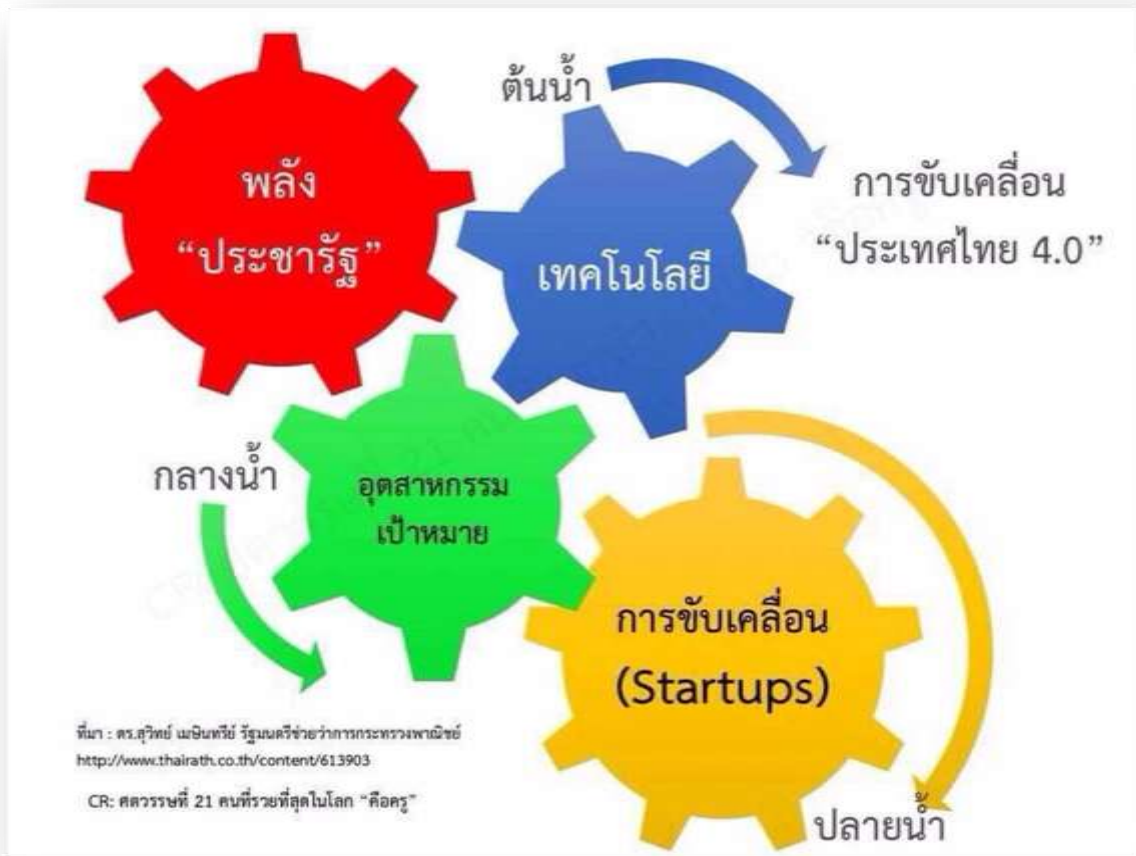 พลัง
“ประชารัฐ”
ต้นน้ำ
เทคโนโลยี
การขับเคลื่อน
“ประเทศไทย 4.0”
กลางน้ำ
อุตสาหกรรม
เป้าหมาย
การขับเคลื่อน
(Startups)
ปลายน้ำ
ที่มา : ดร.สุวิทย์ เมษินทรีย์ รัฐมนตรีช่วยว่าการกระทรวงพาณิชย์
http://www.thairath.co.th/content/613903
CR: ศตวรรษที่ 21 คนที่รวยที่สุดในโลก “คือครู”